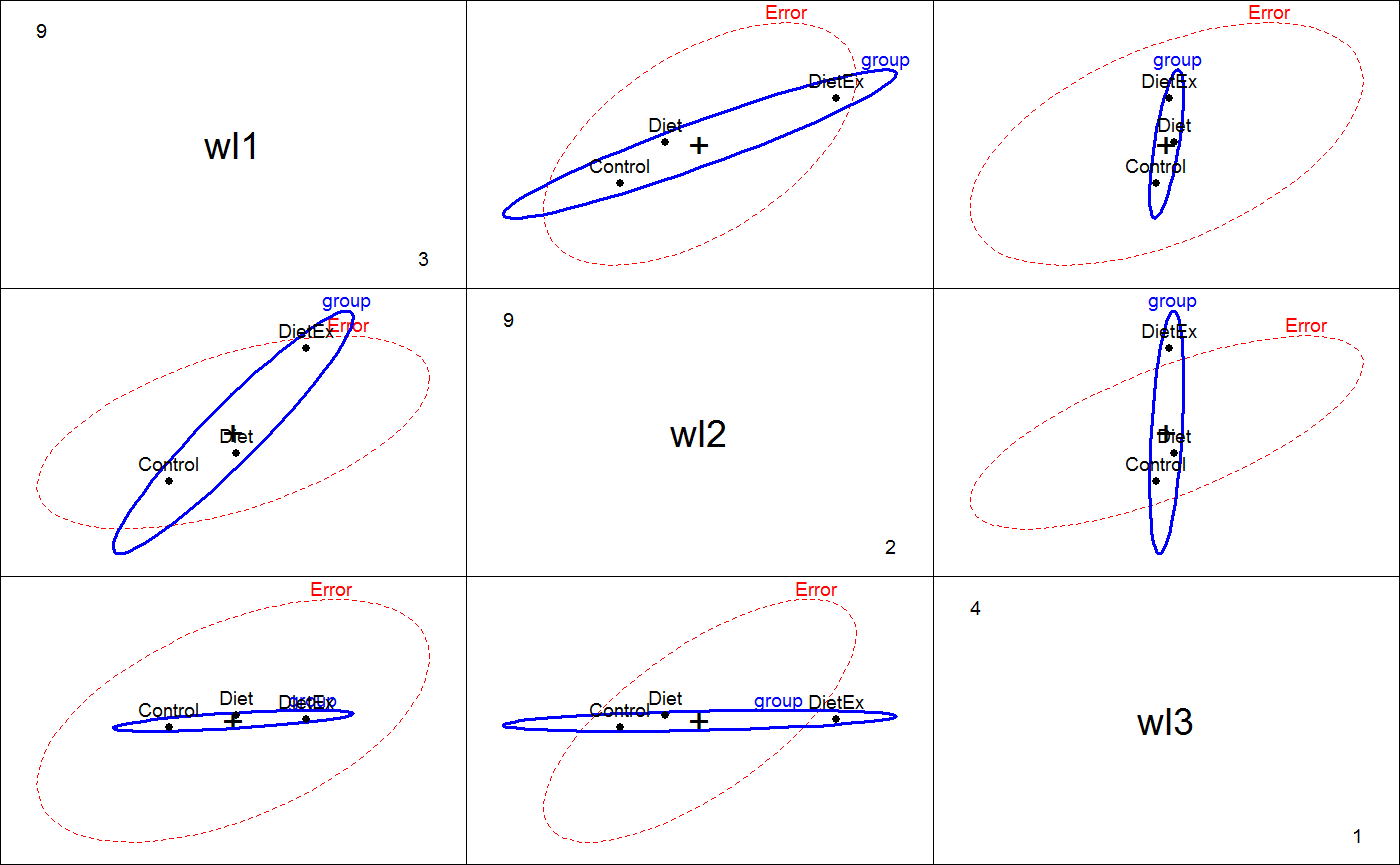 9
wl1
3
Error
group
DietEx
Diet
Control
Error
group
DietEx
Diet
Control
group
Error
DietEx
Diet
Control
9
wl2
2
group
Error
DietEx
Diet
Control
Error
group
Control
Diet
DietEx
Error
group
Control
Diet
DietEx
4
wl3
1